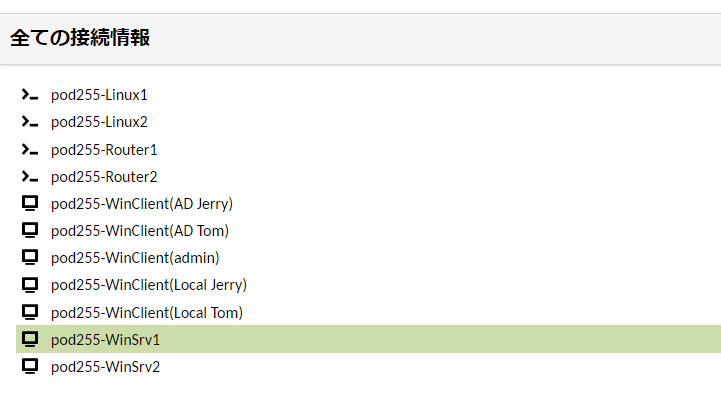 全ての接続情報
pod255-Linux1
pod255-Linux2
pod255-Router1
pod255-Router2
pod255-WinClient(AD Jerry)
pod255-WinClient(AD Tom)
pod255-WinClient(admin)
pod255-WinClient(Local Jerry)
pod255-WinClient(Local Tom)
pod255-WinSrv1
pod255-WinSrv2